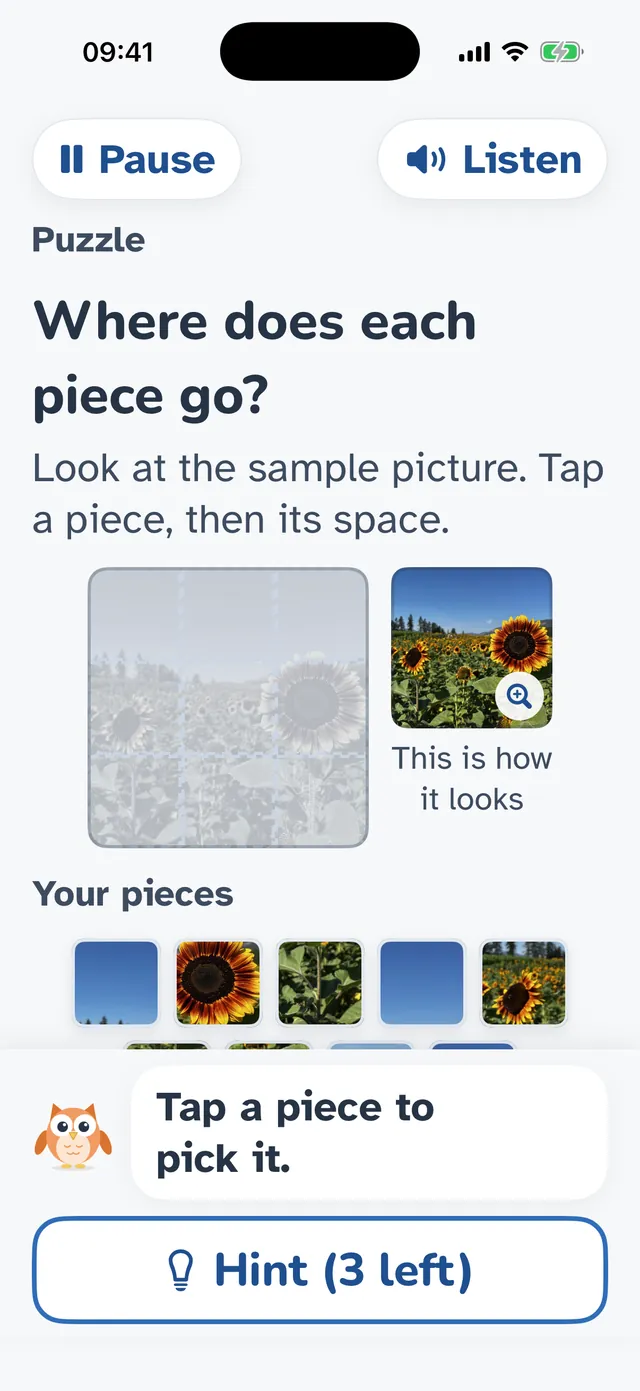 09:41
Pause
Listen
Puzzle
Where does each
piece go?
Look at the sample picture. Tap
a piece, then its space.
This is how
it looks
Your pieces
Tap a piece to
pick it.
Hint (3 left)